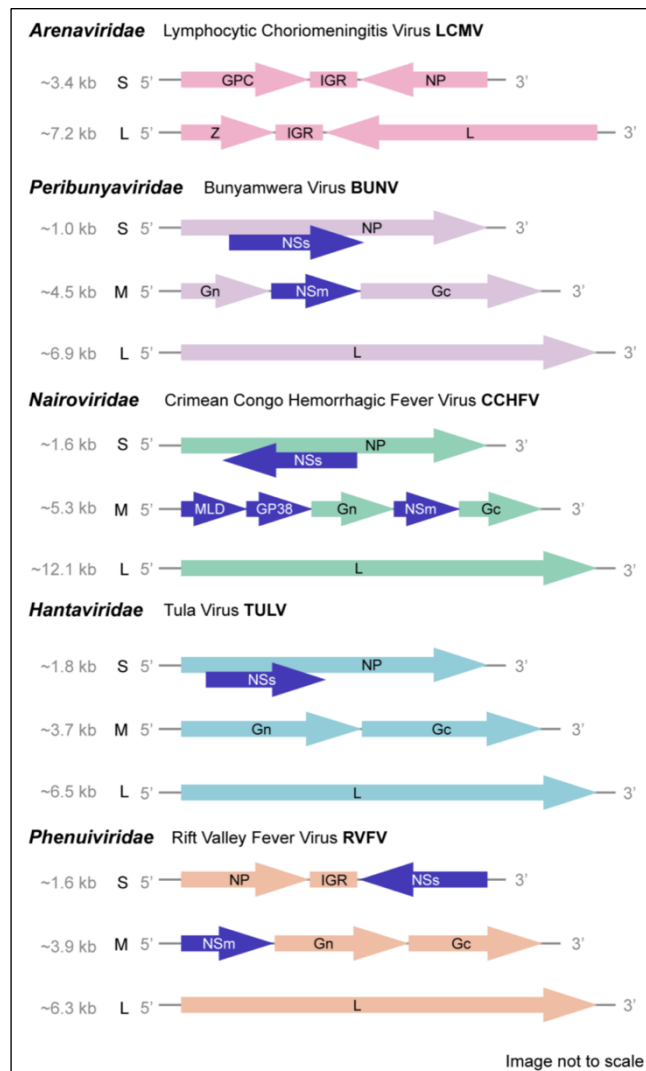 Arenaviridae Lymphocytic Choriomeningitis Virus LCMV
~3.4 kb S 5’ GPC IGR NP 3’
~7.2 kb L 5’ Z IGR L 3’
Peribunyaviridae Bunyamwera Virus BUNV
~1.0 kb S 5’ NP 3’
NSs
~4.5 kb M 5’ Gn NSm Gc 3’
~6.9 kb L 5’ L 3’
Nairoviridae Crimean Congo Hemorrhagic Fever Virus CCHFV
~1.6 kb S 5’ NP 3’
NSs
~5.3 kb M 5’ MLD GP38 Gn NSm Gc 3’
~12.1 kb L 5’ L 3’
Hantaviridae Tula Virus TULV
~1.8 kb S 5’ NP 3’
NSs
~3.7 kb M 5’ Gn Gc 3’
~6.5 kb L 5’ L 3’
Phenuiviridae Rift Valley Fever Virus RVFV
~1.6 kb S 5’ NP IGR NSs 3’
~3.9 kb M 5’ NSm Gn Gc 3’
~6.3 kb L 5’ L 3’
Image not to scale